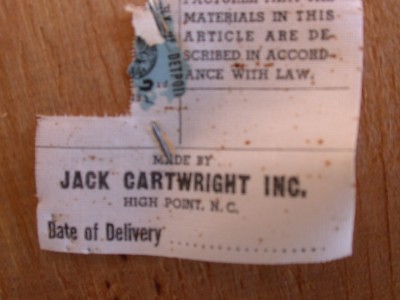 MATERIALS IN THIS
ARTICLE ARE DE-
SCRIBED IN ACCORD-
ANCE WITH LAW.
MADE BY
JACK CARTWRIGHT INC.
HIGH POINT, N.C.
Date of Delivery